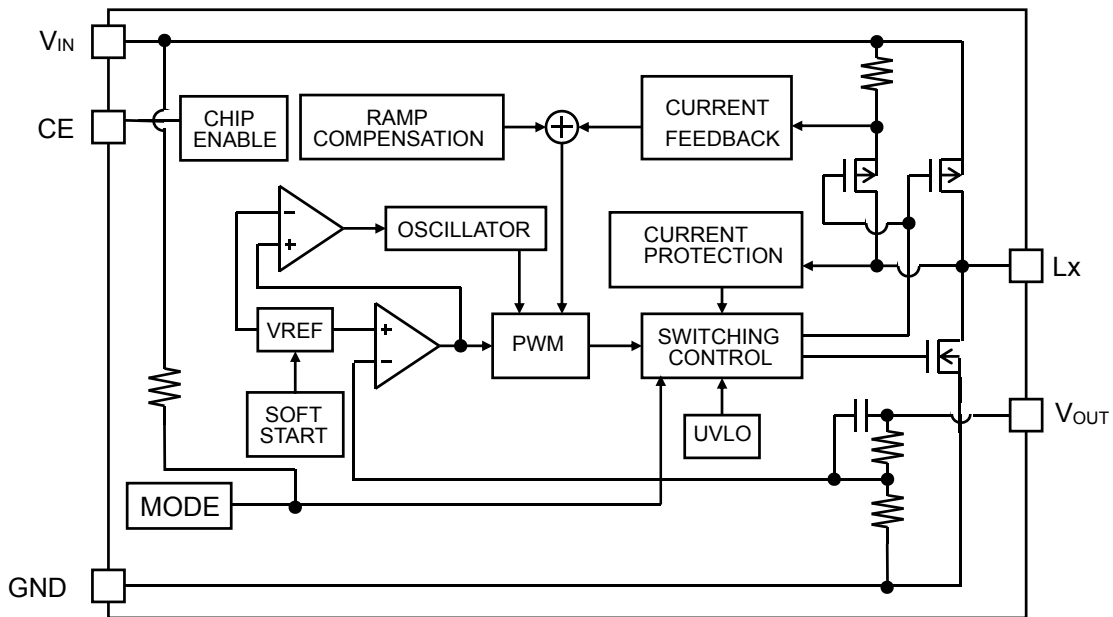 VIN
CE
CHIP
ENABLE
RAMP
COMPENSATION
+
CURRENT
FEEDBACK
−
+
OSCILLATOR
CURRENT
PROTECTION
Lx
VREF
+
−
PWM
SWITCHING
CONTROL
SOFT
START
UVLO
VOUT
MODE
GND